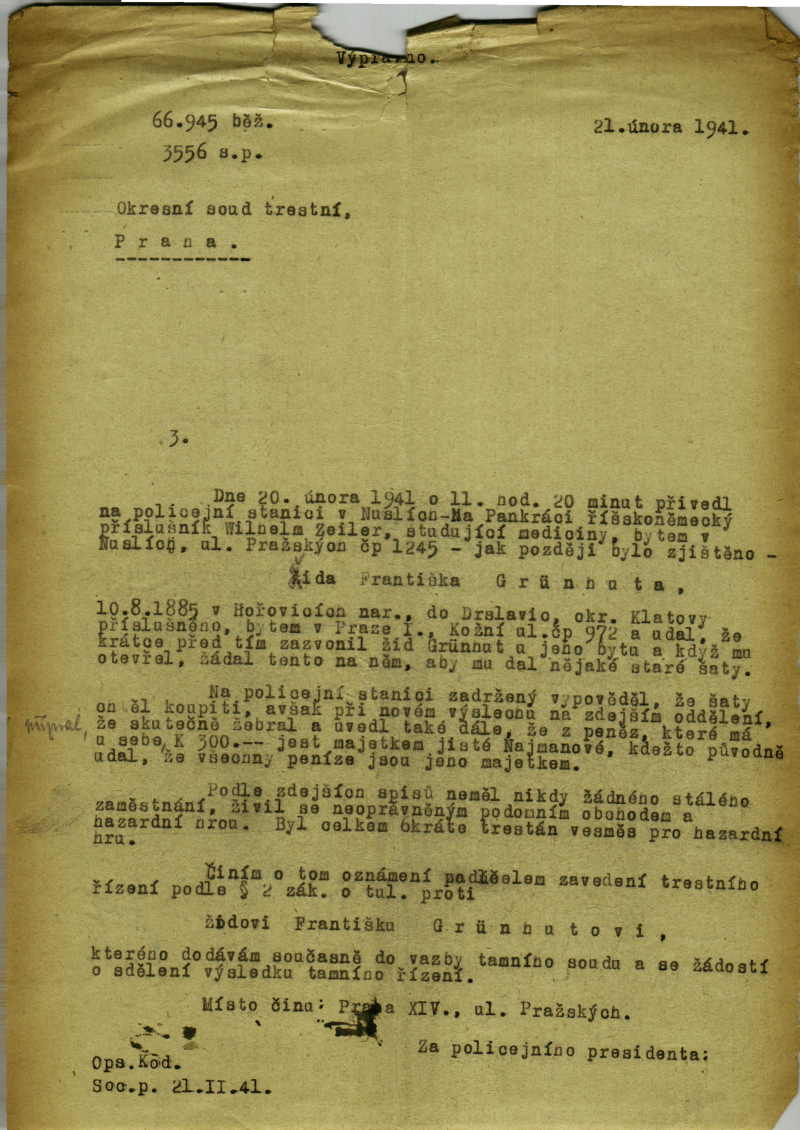 Výplatno.
66.945 běž.
21.února 1941.
3556 s.p.
Okresní soud trestní,
P r a h a .
3.
Dne 20. února 1941 o 11. hod. 20 minut přivedl
na policejní stanici v Nuslích-Na Pankráci říšskoněmecký
příslušník Wilhelm Zeiler, studující medicíny, bytem v
Nuslích, ul. Pražských čp 1245 - jak později bylo zjištěno -
Žida Františka G r ü n h u t a ,
10.8.1885 v Hořovicích nar., do Drslavic, okr. Klatovy
příslušného, bytem v Praze I., Kožní ul.čp 972 a udal, že
krátce před tím zazvonil žid Grünhut u jeho bytu a když mu
otevřel, žádal tento na něm, aby mu dal nějaké staré šaty.
Na policejní stanici zadržený vypověděl, že šaty
chtěl koupiti, avšak při novém výslechu na zdejším oddělení,
že skutečně žebral a uvedl také dále, že z peněz, které má
u sebe, K 300.-- jest majetkem jisté Najmanové, kdežto původně
udal, že všechny peníze jsou jeho majetkem.
Podle zdejších spisů neměl nikdy žádného stálého
zaměstnání, živil se neoprávněným podomním obchodem a
hazardní hrou. Byl celkem 6kráte trestán vesměs pro hazardní
hru.
Činím o tom oznámení za účelem zavedení trestního
řízení podle § 2 zák. o tul. proti
židovi Františku G r ü n h u t o v i ,
kterého dodávám současně do vazby tamního soudu a se žádostí
o sdělení výsledku tamního řízení.
Místo činu: Praha XIV., ul. Pražských.
Za policejního presidenta:
Ops.Kod.
Soc.p. 21.II.41.